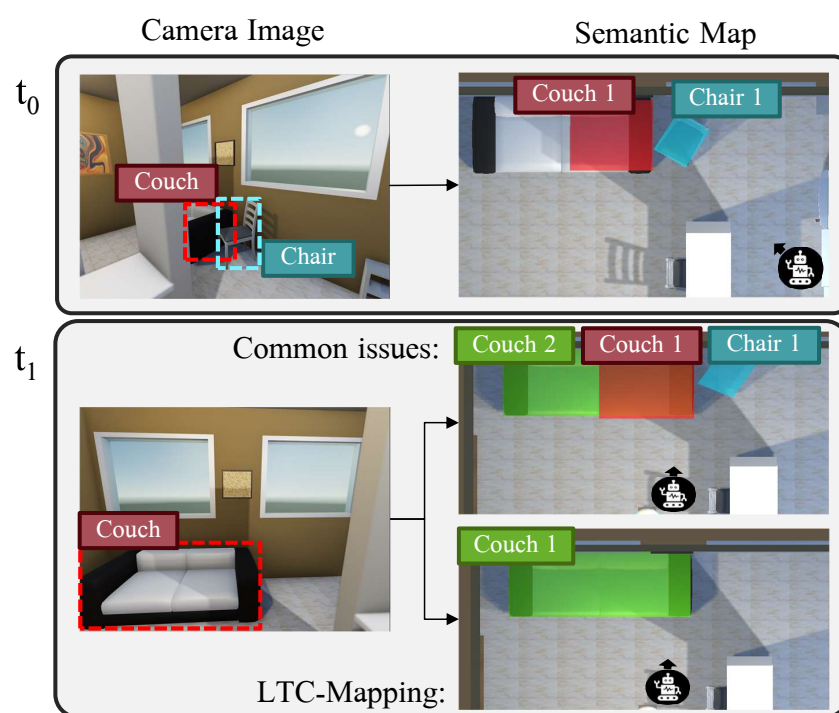 Camera Image
Semantic Map
t0
Couch 1
Chair 1
Couch
Chair
t1
Common issues:
Couch 2
Couch 1
Chair 1
Couch
Couch 1
LTC-Mapping: